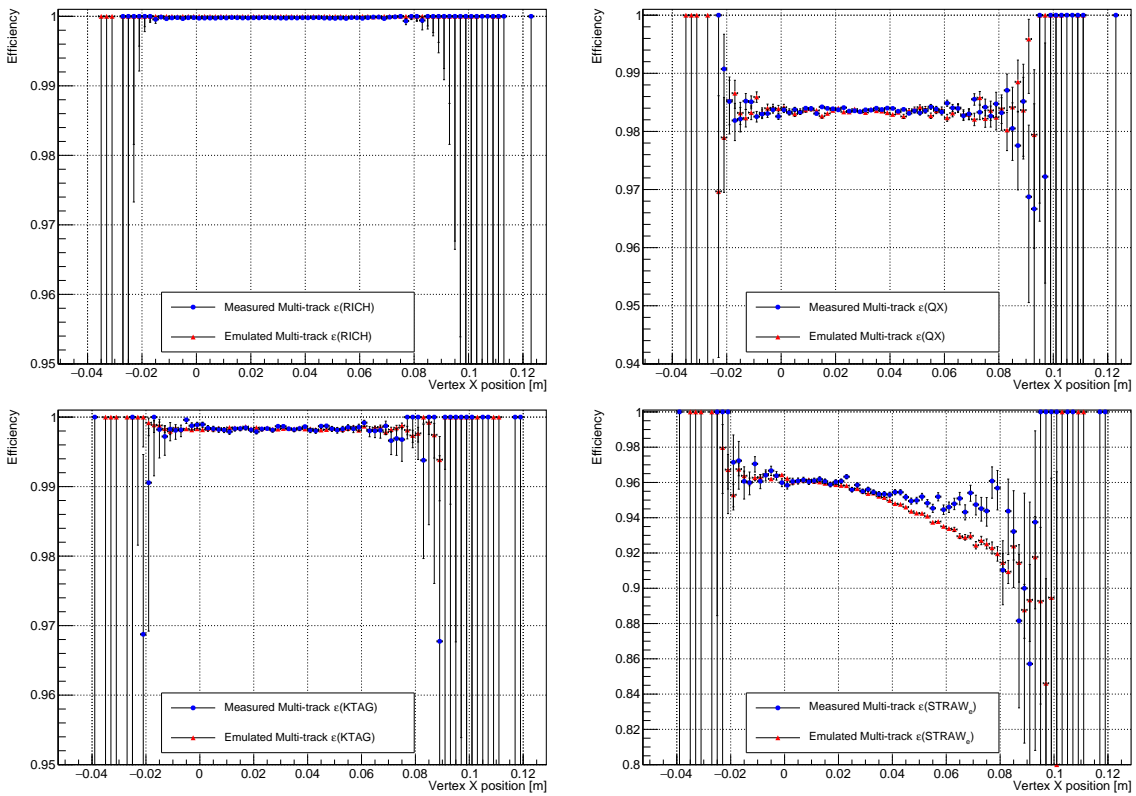 Efficiency
1
0.99
0.98
0.97
0.96
0.95
Measured Multi-track ε(RICH)
Emulated Multi-track ε(RICH)
−0.04 −0.02 0 0.02 0.04 0.06 0.08 0.1 0.12
Vertex X position [m]
Efficiency
1
0.99
0.98
0.97
0.96
0.95
0.94
Measured Multi-track ε(QX)
Emulated Multi-track ε(QX)
−0.04 −0.02 0 0.02 0.04 0.06 0.08 0.1 0.12
Vertex X position [m]
Efficiency
1
0.99
0.98
0.97
0.96
0.95
Measured Multi-track ε(KTAG)
Emulated Multi-track ε(KTAG)
−0.04 −0.02 0 0.02 0.04 0.06 0.08 0.1 0.12
Vertex X position [m]
Efficiency
1
0.98
0.96
0.94
0.92
0.9
0.88
0.86
0.84
0.82
0.8
Measured Multi-track ε(STRAWₑ)
Emulated Multi-track ε(STRAWₑ)
−0.04 −0.02 0 0.02 0.04 0.06 0.08 0.1 0.12
Vertex X position [m]